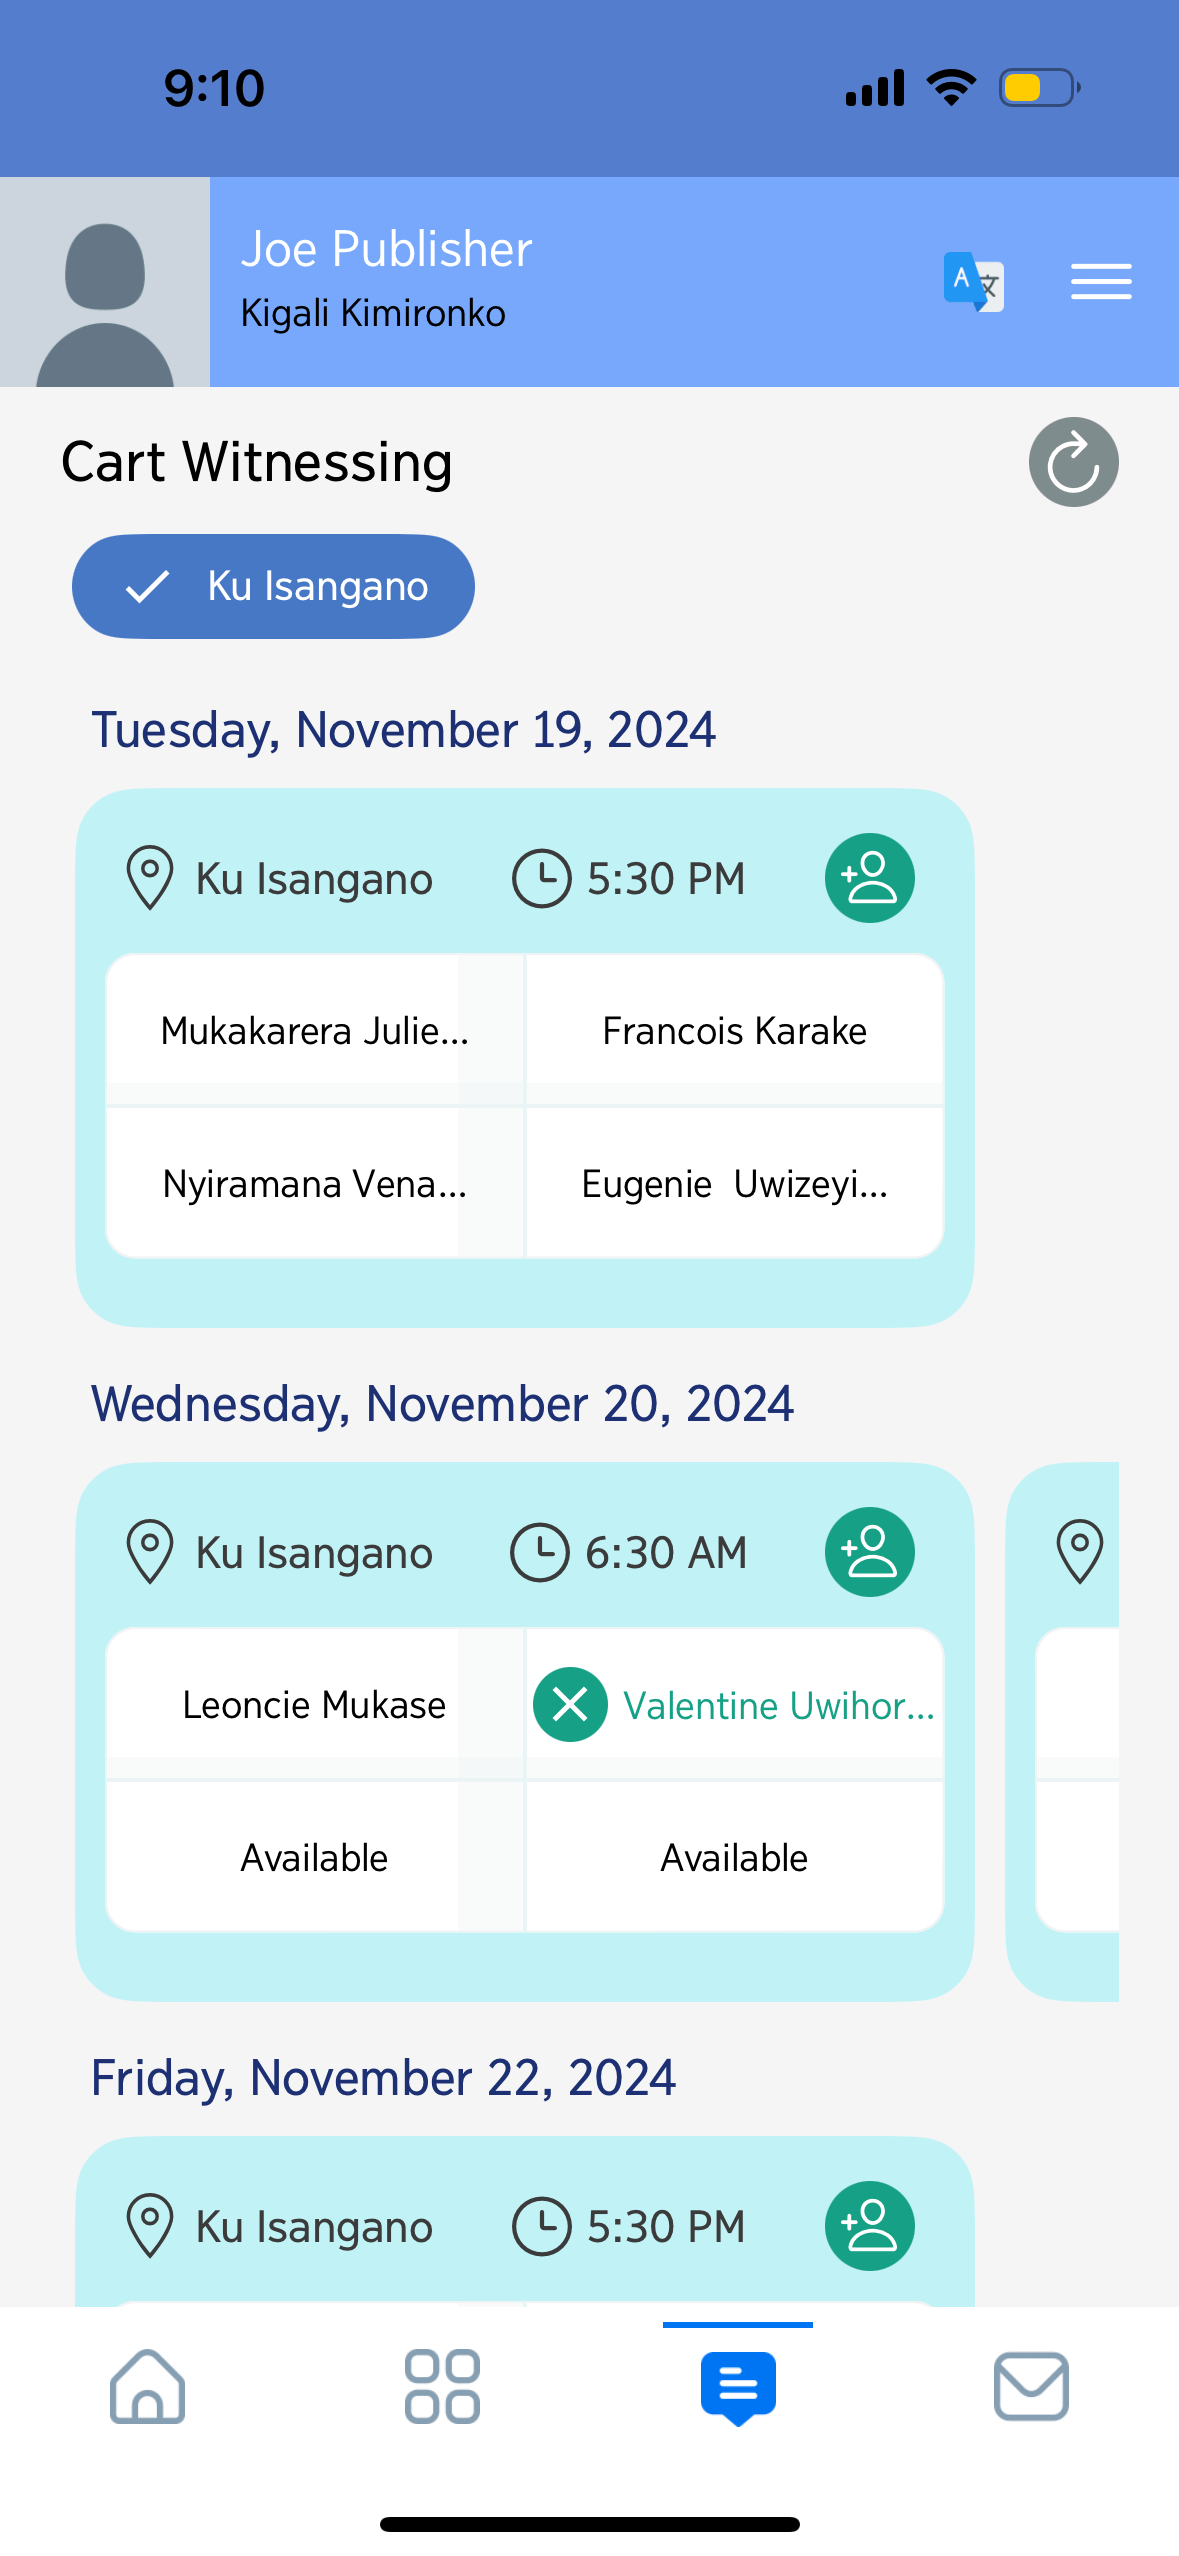 9:10
Joe Publisher
Kigali Kimironko
Cart Witnessing
Ku Isangano
Tuesday, November 19, 2024
Ku Isangano 5:30 PM
Mukakarera Julie... Francois Karake
Nyiramana Vena... Eugenie Uwizeyi...
Wednesday, November 20, 2024
Ku Isangano 6:30 AM
Leoncie Mukase Valentine Uwihor...
Available Available
Friday, November 22, 2024
Ku Isangano 5:30 PM